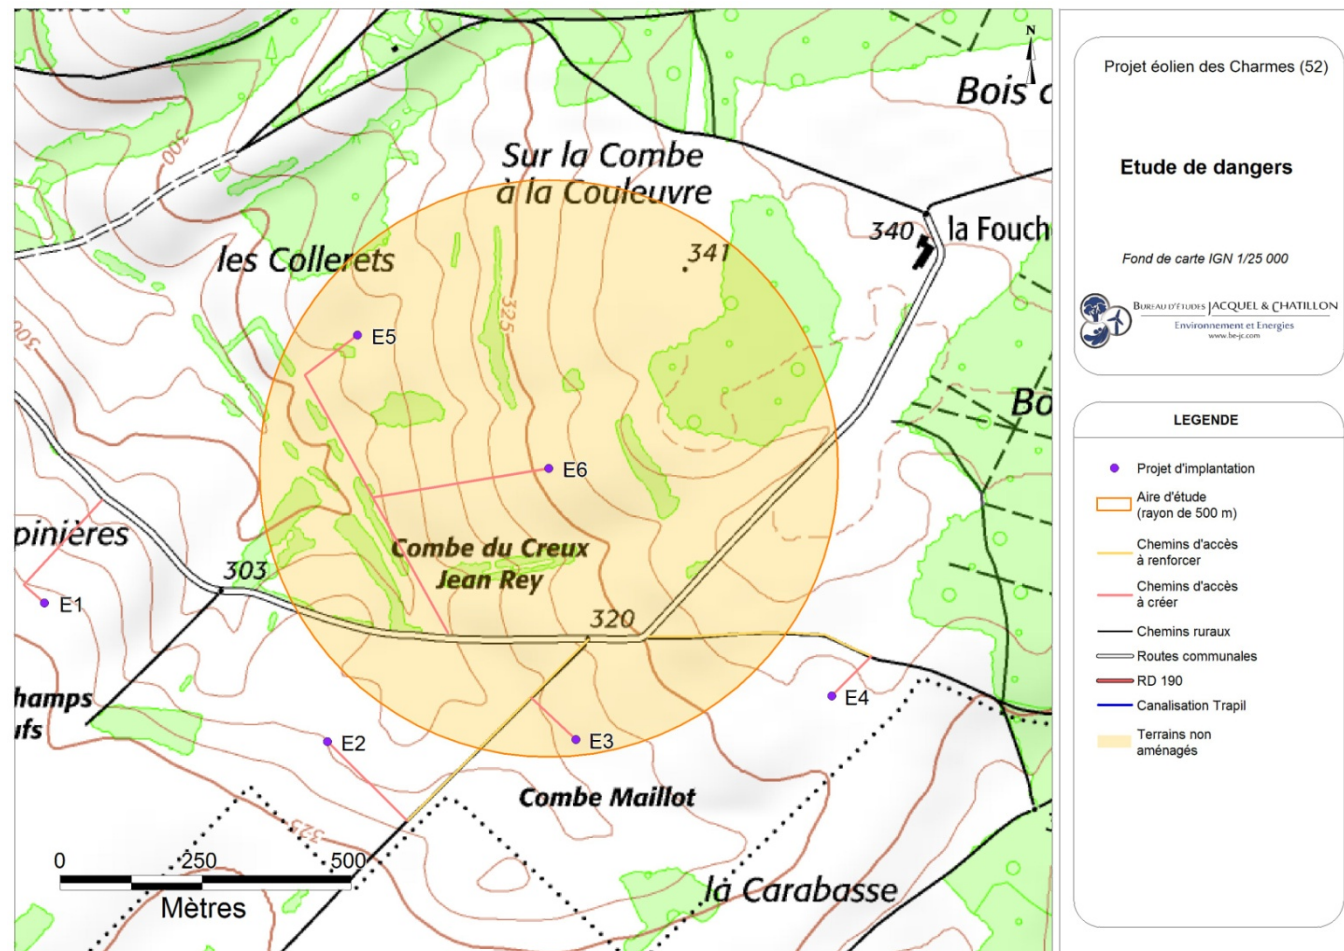 N
Bois d
Sur la Combe
à la Couleuvre
300
340
la Fouch
341
les Collerets
325
300
E5
Bo
E6
pinières
Combe du Creux
Jean Rey
303
E1
320
hamps
ufs
E4
E2
E3
Combe Maillot
325
0 250 500
Mètres
la Carabasse
Projet éolien des Charmes (52)
Etude de dangers
Fond de carte IGN 1/25 000
BUREAU D'ÉTUDES JACQUEL & CHATILLON
Environnement et Energies
www.be-jc.com
LEGENDE
Projet d'implantation
Aire d'étude
(rayon de 500 m)
Chemins d'accès
à renforcer
Chemins d'accès
à créer
Chemins ruraux
Routes communales
RD 190
Canalisation Trapil
Terrains non
aménagés